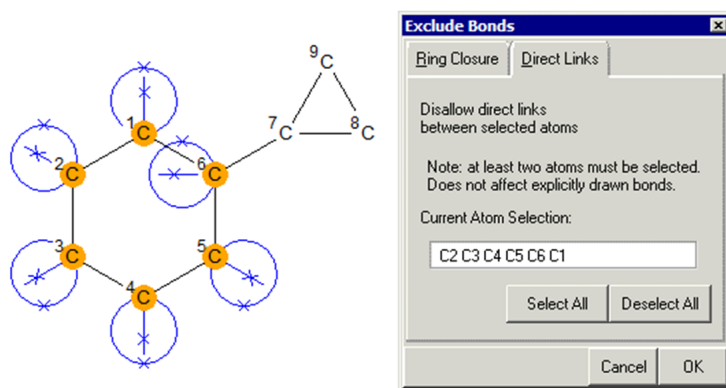 9 C
7 C
8 C
1 C
2 C
6 C
3 C
5 C
4 C
Exclude Bonds
Ring Closure
Direct Links
Disallow direct links
between selected atoms
Note: at least two atoms must be selected.
Does not affect explicitly drawn bonds.
Current Atom Selection:
C2 C3 C4 C5 C6 C1
Select All
Deselect All
Cancel
OK